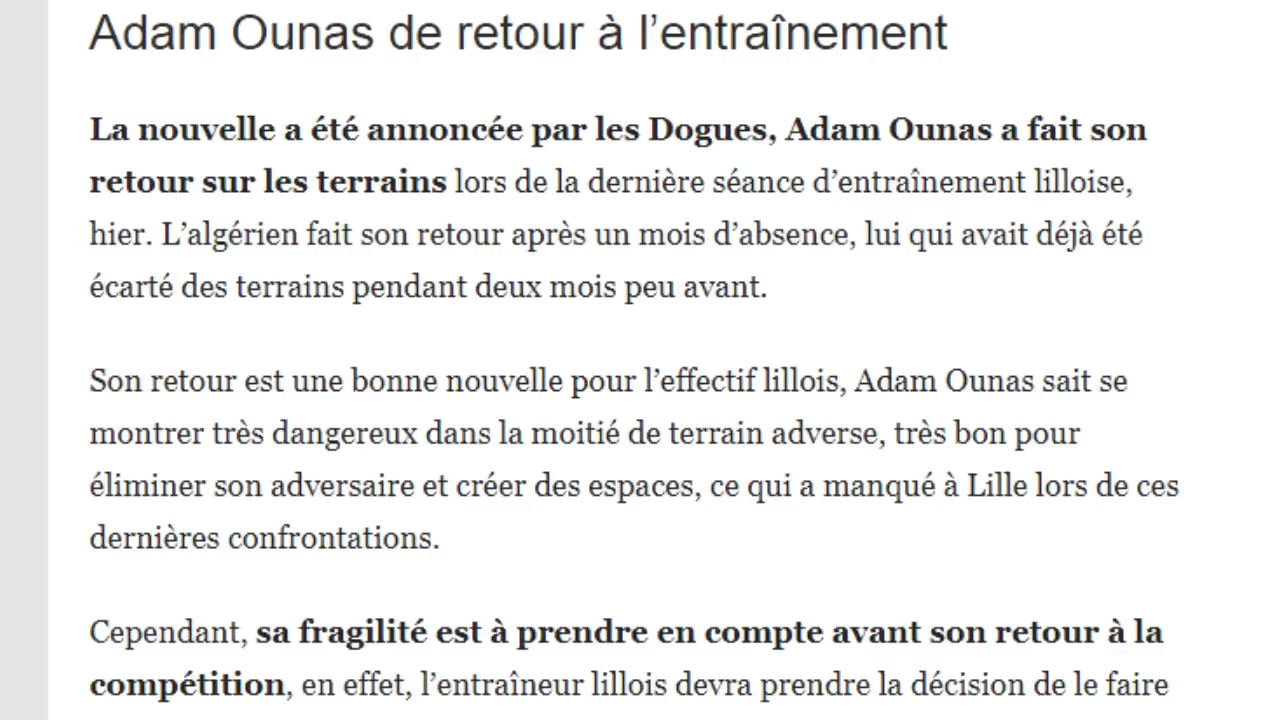 Adam Ounas de retour à l’entraînement
La nouvelle a été annoncée par les Dogues, Adam Ounas a fait son
retour sur les terrains lors de la dernière séance d’entraînement lilloise,
hier. L’algérien fait son retour après un mois d’absence, lui qui avait déjà été
écarté des terrains pendant deux mois peu avant.
Son retour est une bonne nouvelle pour l’effectif lillois, Adam Ounas sait se
montrer très dangereux dans la moitié de terrain adverse, très bon pour
éliminer son adversaire et créer des espaces, ce qui a manqué à Lille lors de ces
dernières confrontations.
Cependant, sa fragilité est à prendre en compte avant son retour à la
compétition, en effet, l’entraîneur lillois devra prendre la décision de le faire